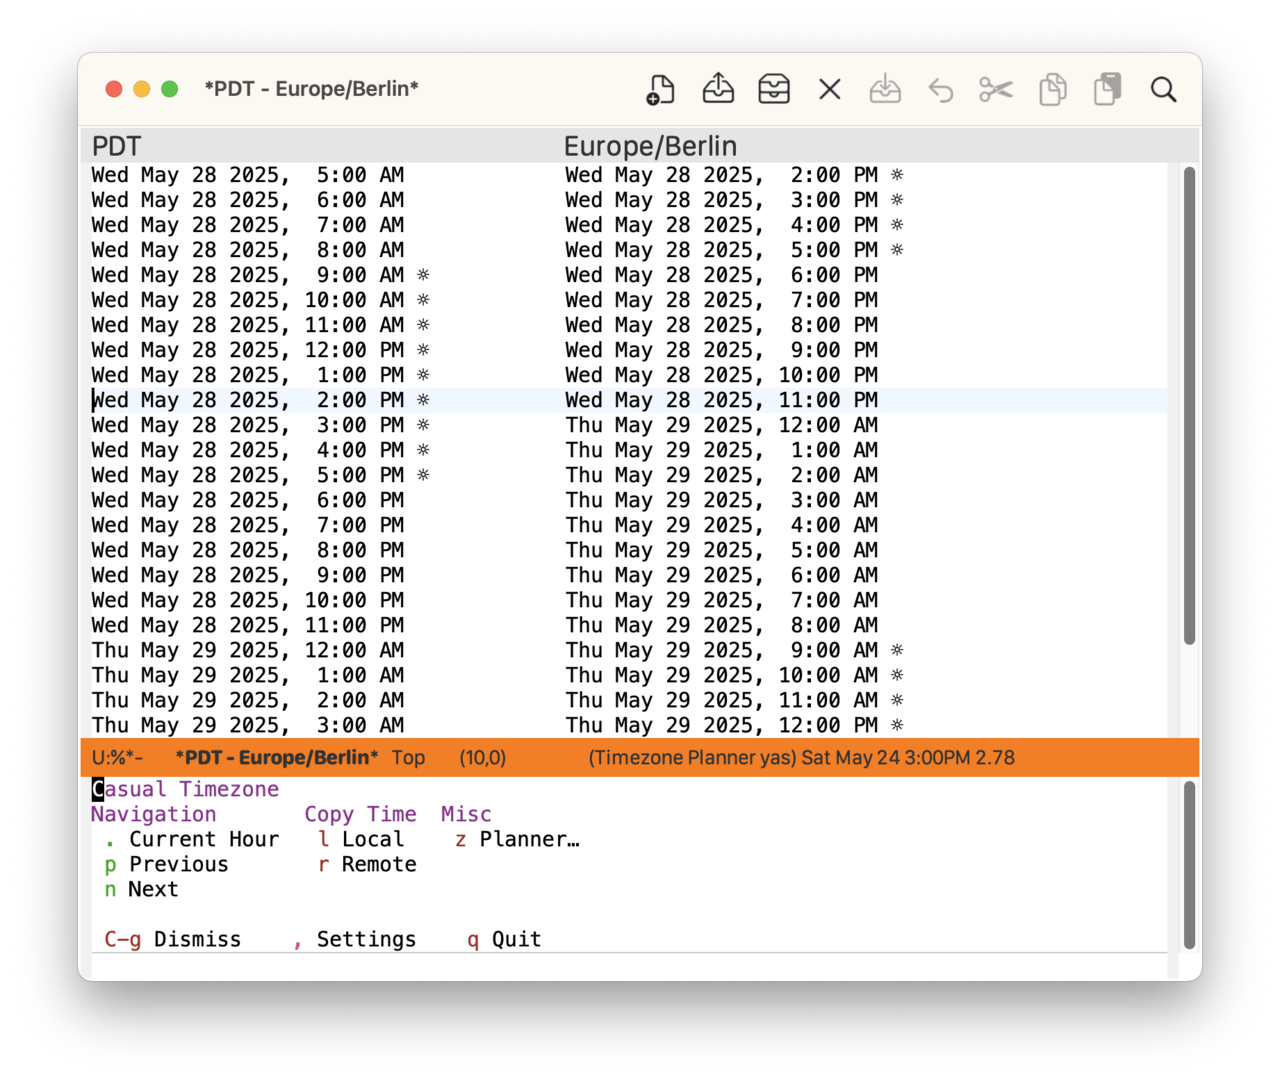 *PDT - Europe/Berlin*
PDT Europe/Berlin
Wed May 28 2025,  5:00 AM Wed May 28 2025,  2:00 PM ☼
Wed May 28 2025,  6:00 AM Wed May 28 2025,  3:00 PM ☼
Wed May 28 2025,  7:00 AM Wed May 28 2025,  4:00 PM ☼
Wed May 28 2025,  8:00 AM Wed May 28 2025,  5:00 PM ☼
Wed May 28 2025,  9:00 AM ☼ Wed May 28 2025,  6:00 PM
Wed May 28 2025, 10:00 AM ☼ Wed May 28 2025,  7:00 PM
Wed May 28 2025, 11:00 AM ☼ Wed May 28 2025,  8:00 PM
Wed May 28 2025, 12:00 PM ☼ Wed May 28 2025,  9:00 PM
Wed May 28 2025,  1:00 PM ☼ Wed May 28 2025, 10:00 PM
Wed May 28 2025,  2:00 PM ☼ Wed May 28 2025, 11:00 PM
Wed May 28 2025,  3:00 PM ☼ Thu May 29 2025, 12:00 AM
Wed May 28 2025,  4:00 PM ☼ Thu May 29 2025,  1:00 AM
Wed May 28 2025,  5:00 PM ☼ Thu May 29 2025,  2:00 AM
Wed May 28 2025,  6:00 PM Thu May 29 2025,  3:00 AM
Wed May 28 2025,  7:00 PM Thu May 29 2025,  4:00 AM
Wed May 28 2025,  8:00 PM Thu May 29 2025,  5:00 AM
Wed May 28 2025,  9:00 PM Thu May 29 2025,  6:00 AM
Wed May 28 2025, 10:00 PM Thu May 29 2025,  7:00 AM
Wed May 28 2025, 11:00 PM Thu May 29 2025,  8:00 AM
Thu May 29 2025, 12:00 AM Thu May 29 2025,  9:00 AM ☼
Thu May 29 2025,  1:00 AM Thu May 29 2025, 10:00 AM ☼
Thu May 29 2025,  2:00 AM Thu May 29 2025, 11:00 AM ☼
Thu May 29 2025,  3:00 AM Thu May 29 2025, 12:00 PM ☼
U:%*- *PDT - Europe/Berlin* Top (10,0) (Timezone Planner yas) Sat May 24 3:00PM 2.78
Casual Timezone
Navigation Copy Time Misc
. Current Hour l Local z Planner…
p Previous r Remote
n Next
C-g Dismiss , Settings q Quit